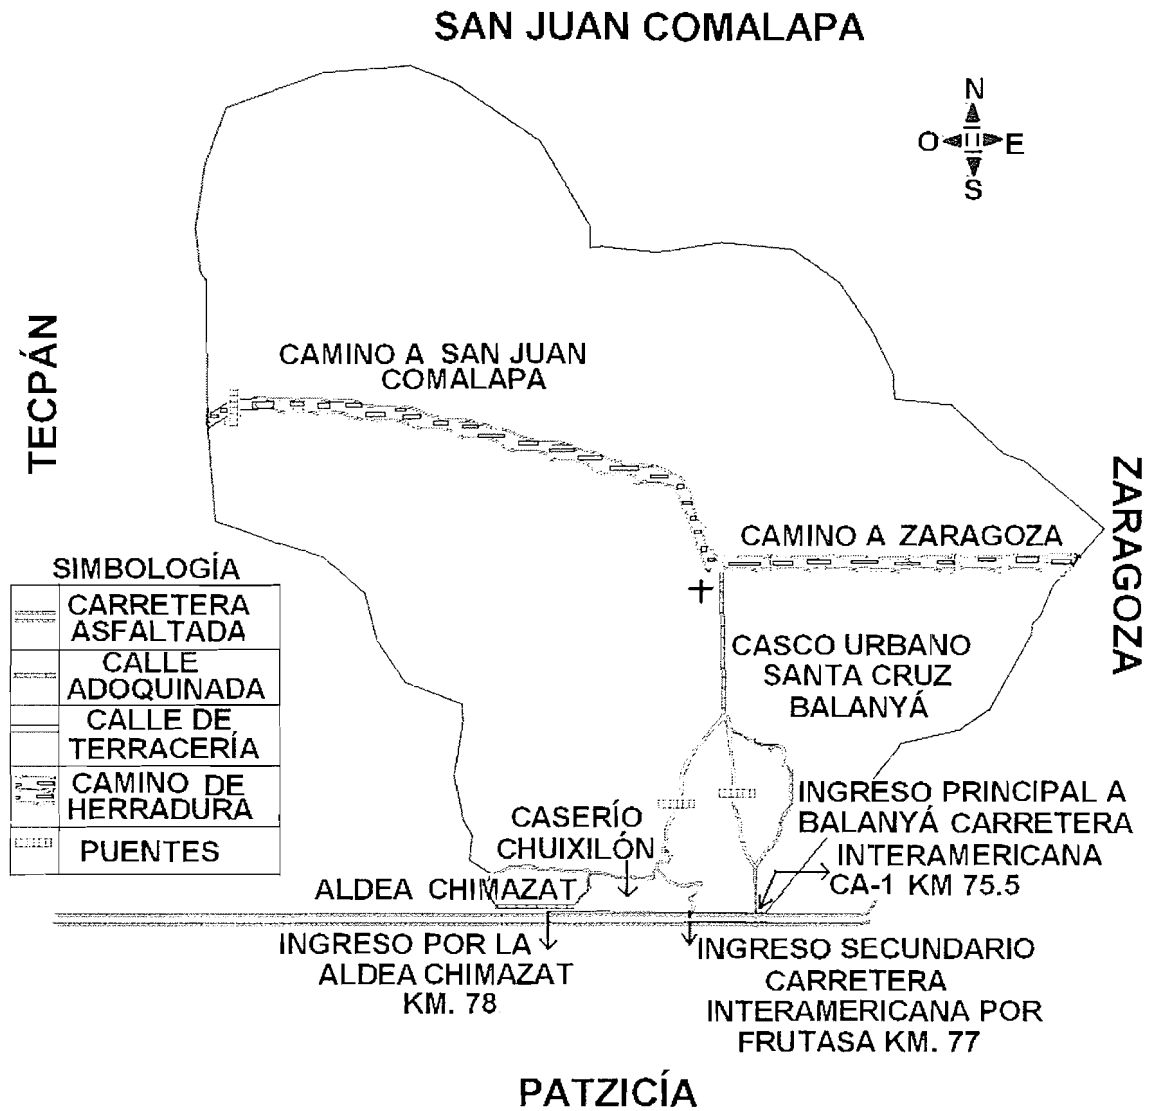 SAN JUAN COMALAPA
N
O E
S
TECPÁN
CAMINO A SAN JUAN
COMALAPA
ZARAGOZA
CAMINO A ZARAGOZA
SIMBOLOGÍA
CARRETERA
ASFALTADA
CALLE
ADOQUINADA
CALLE DE
TERRACERÍA
CAMINO DE
HERRADURA
PUENTES
CASCO URBANO
SANTA CRUZ
BALANYÁ
INGRESO PRINCIPAL A
BALANYÁ CARRETERA
INTERAMERICANA
CA-1 KM 75.5
CASERÍO
CHUIXILÓN
ALDEA CHIMAZAT
INGRESO POR LA
ALDEA CHIMAZAT
KM. 78
INGRESO SECUNDARIO
CARRETERA
INTERAMERICANA POR
FRUTASA KM. 77
PATZICÍA